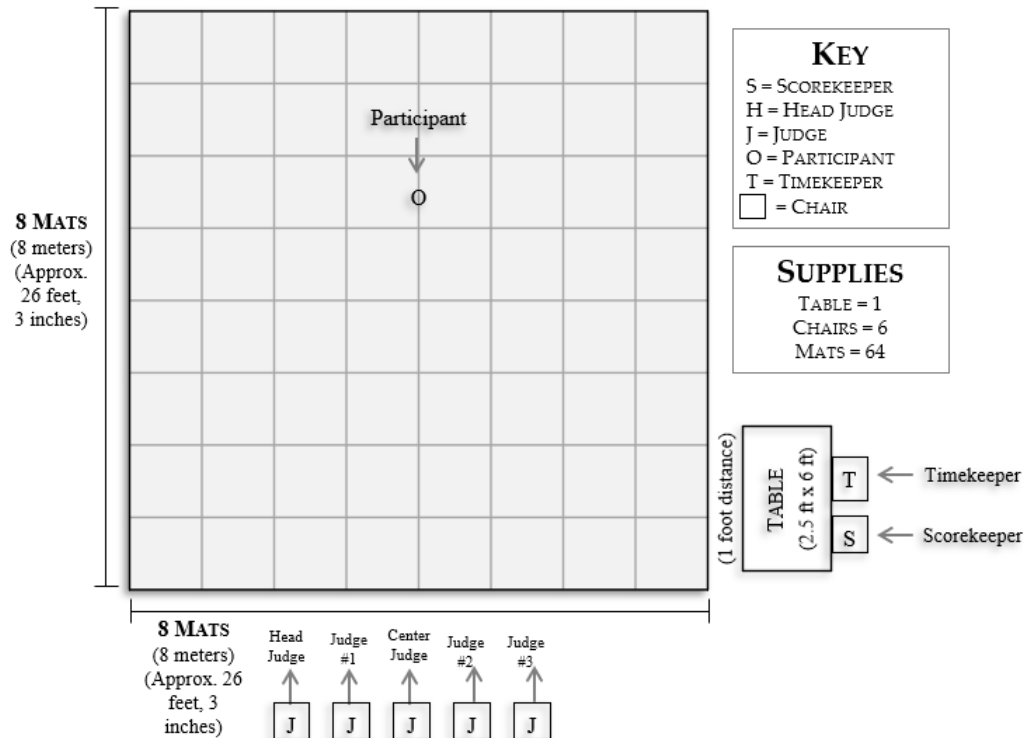 Participant
O
8 MATS
(8 meters)
(Approx.
26 feet,
3 inches)
KEY
S = SCOREKEEPER
H = HEAD JUDGE
J = JUDGE
O = PARTICIPANT
T = TIMEKEEPER
= CHAIR
SUPPLIES
TABLE = 1
CHAIRS = 6
MATS = 64
(1 foot distance)
TABLE
(2.5 ft x 6 ft)
T
Timekeeper
S
Scorekeeper
8 MATS
(8 meters)
(Approx. 26
feet, 3
inches)
Head
Judge
Judge
#1
Center
Judge
Judge
#2
Judge
#3
J
J
J
J
J